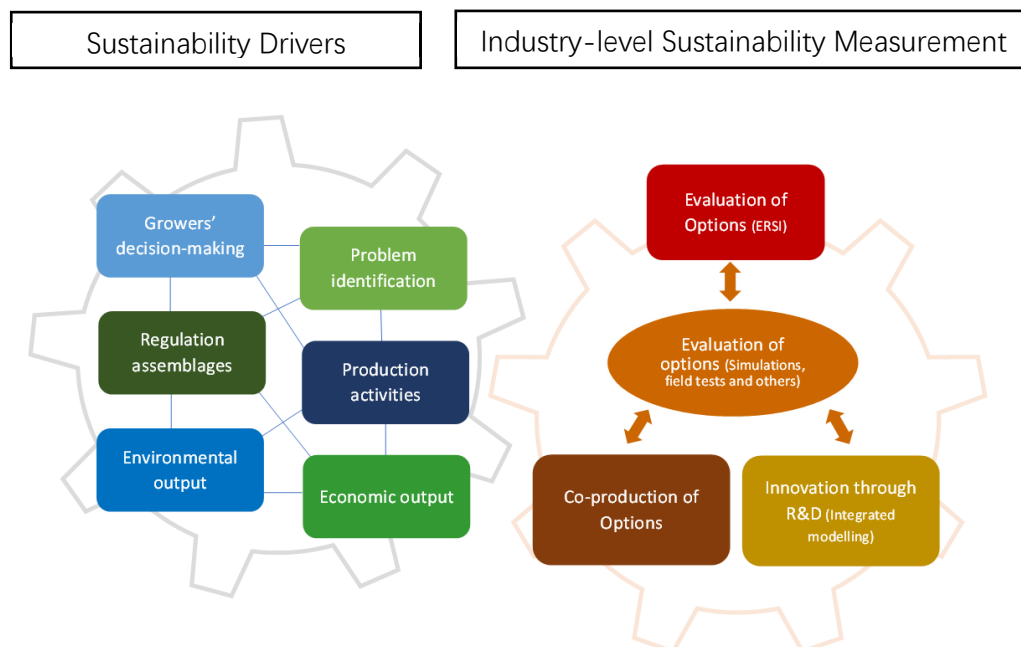 Sustainability Drivers
Industry-level Sustainability Measurement
Growers’
decision-making
Problem
identification
Regulation
assemblages
Production
activities
Environmental
output
Economic output
Evaluation of
Options (ERSI)
Evaluation of
options (Simulations,
field tests and others)
Co-production of
Options
Innovation through
R&D (Integrated
modelling)